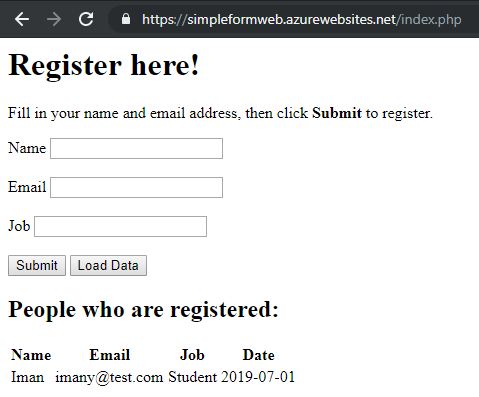 https://simpleformweb.azurewebsites.net/index.php
Register here!
Fill in your name and email address, then click Submit to register.
Name
Email
Job
Submit Load Data
People who are registered:
Name Email Job Date
Iman imany@test.com Student 2019-07-01